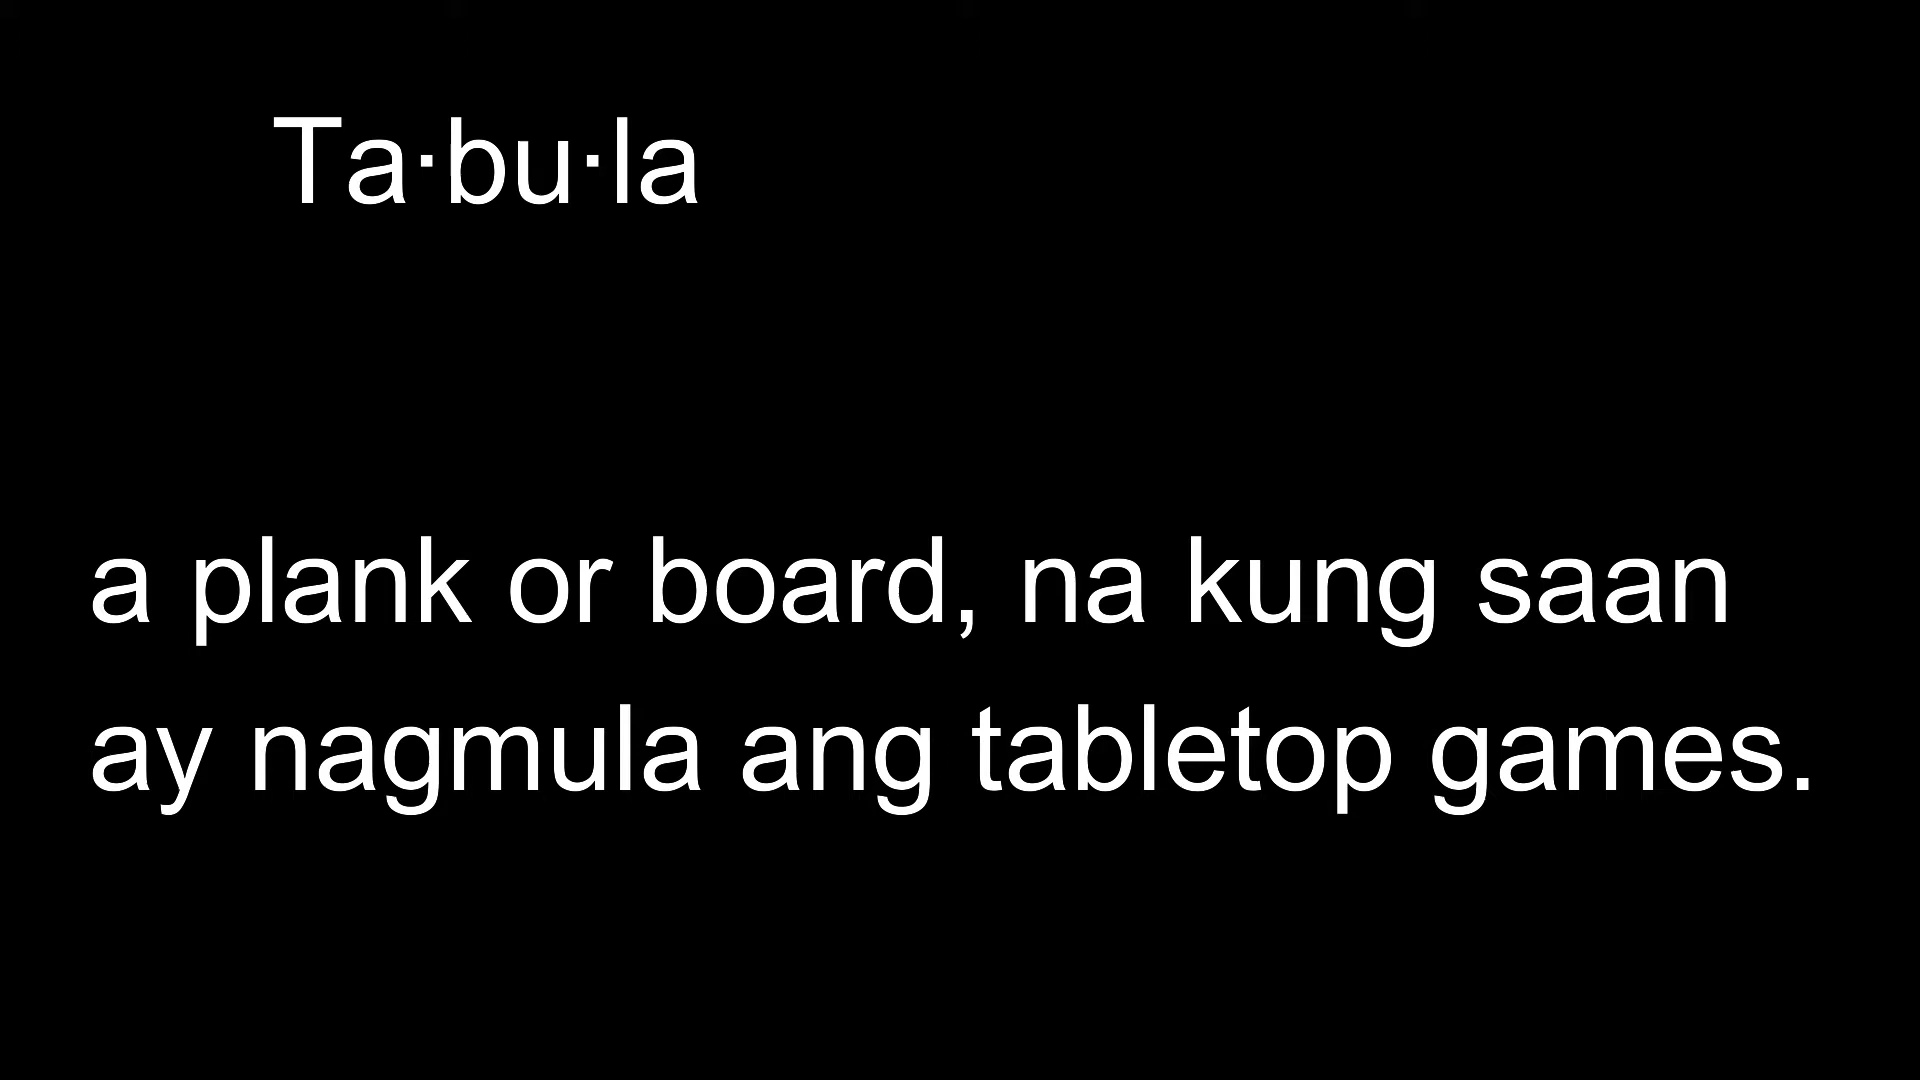 Ta·bu·la
a plank or board, na kung saan
ay nagmula ang tabletop games.